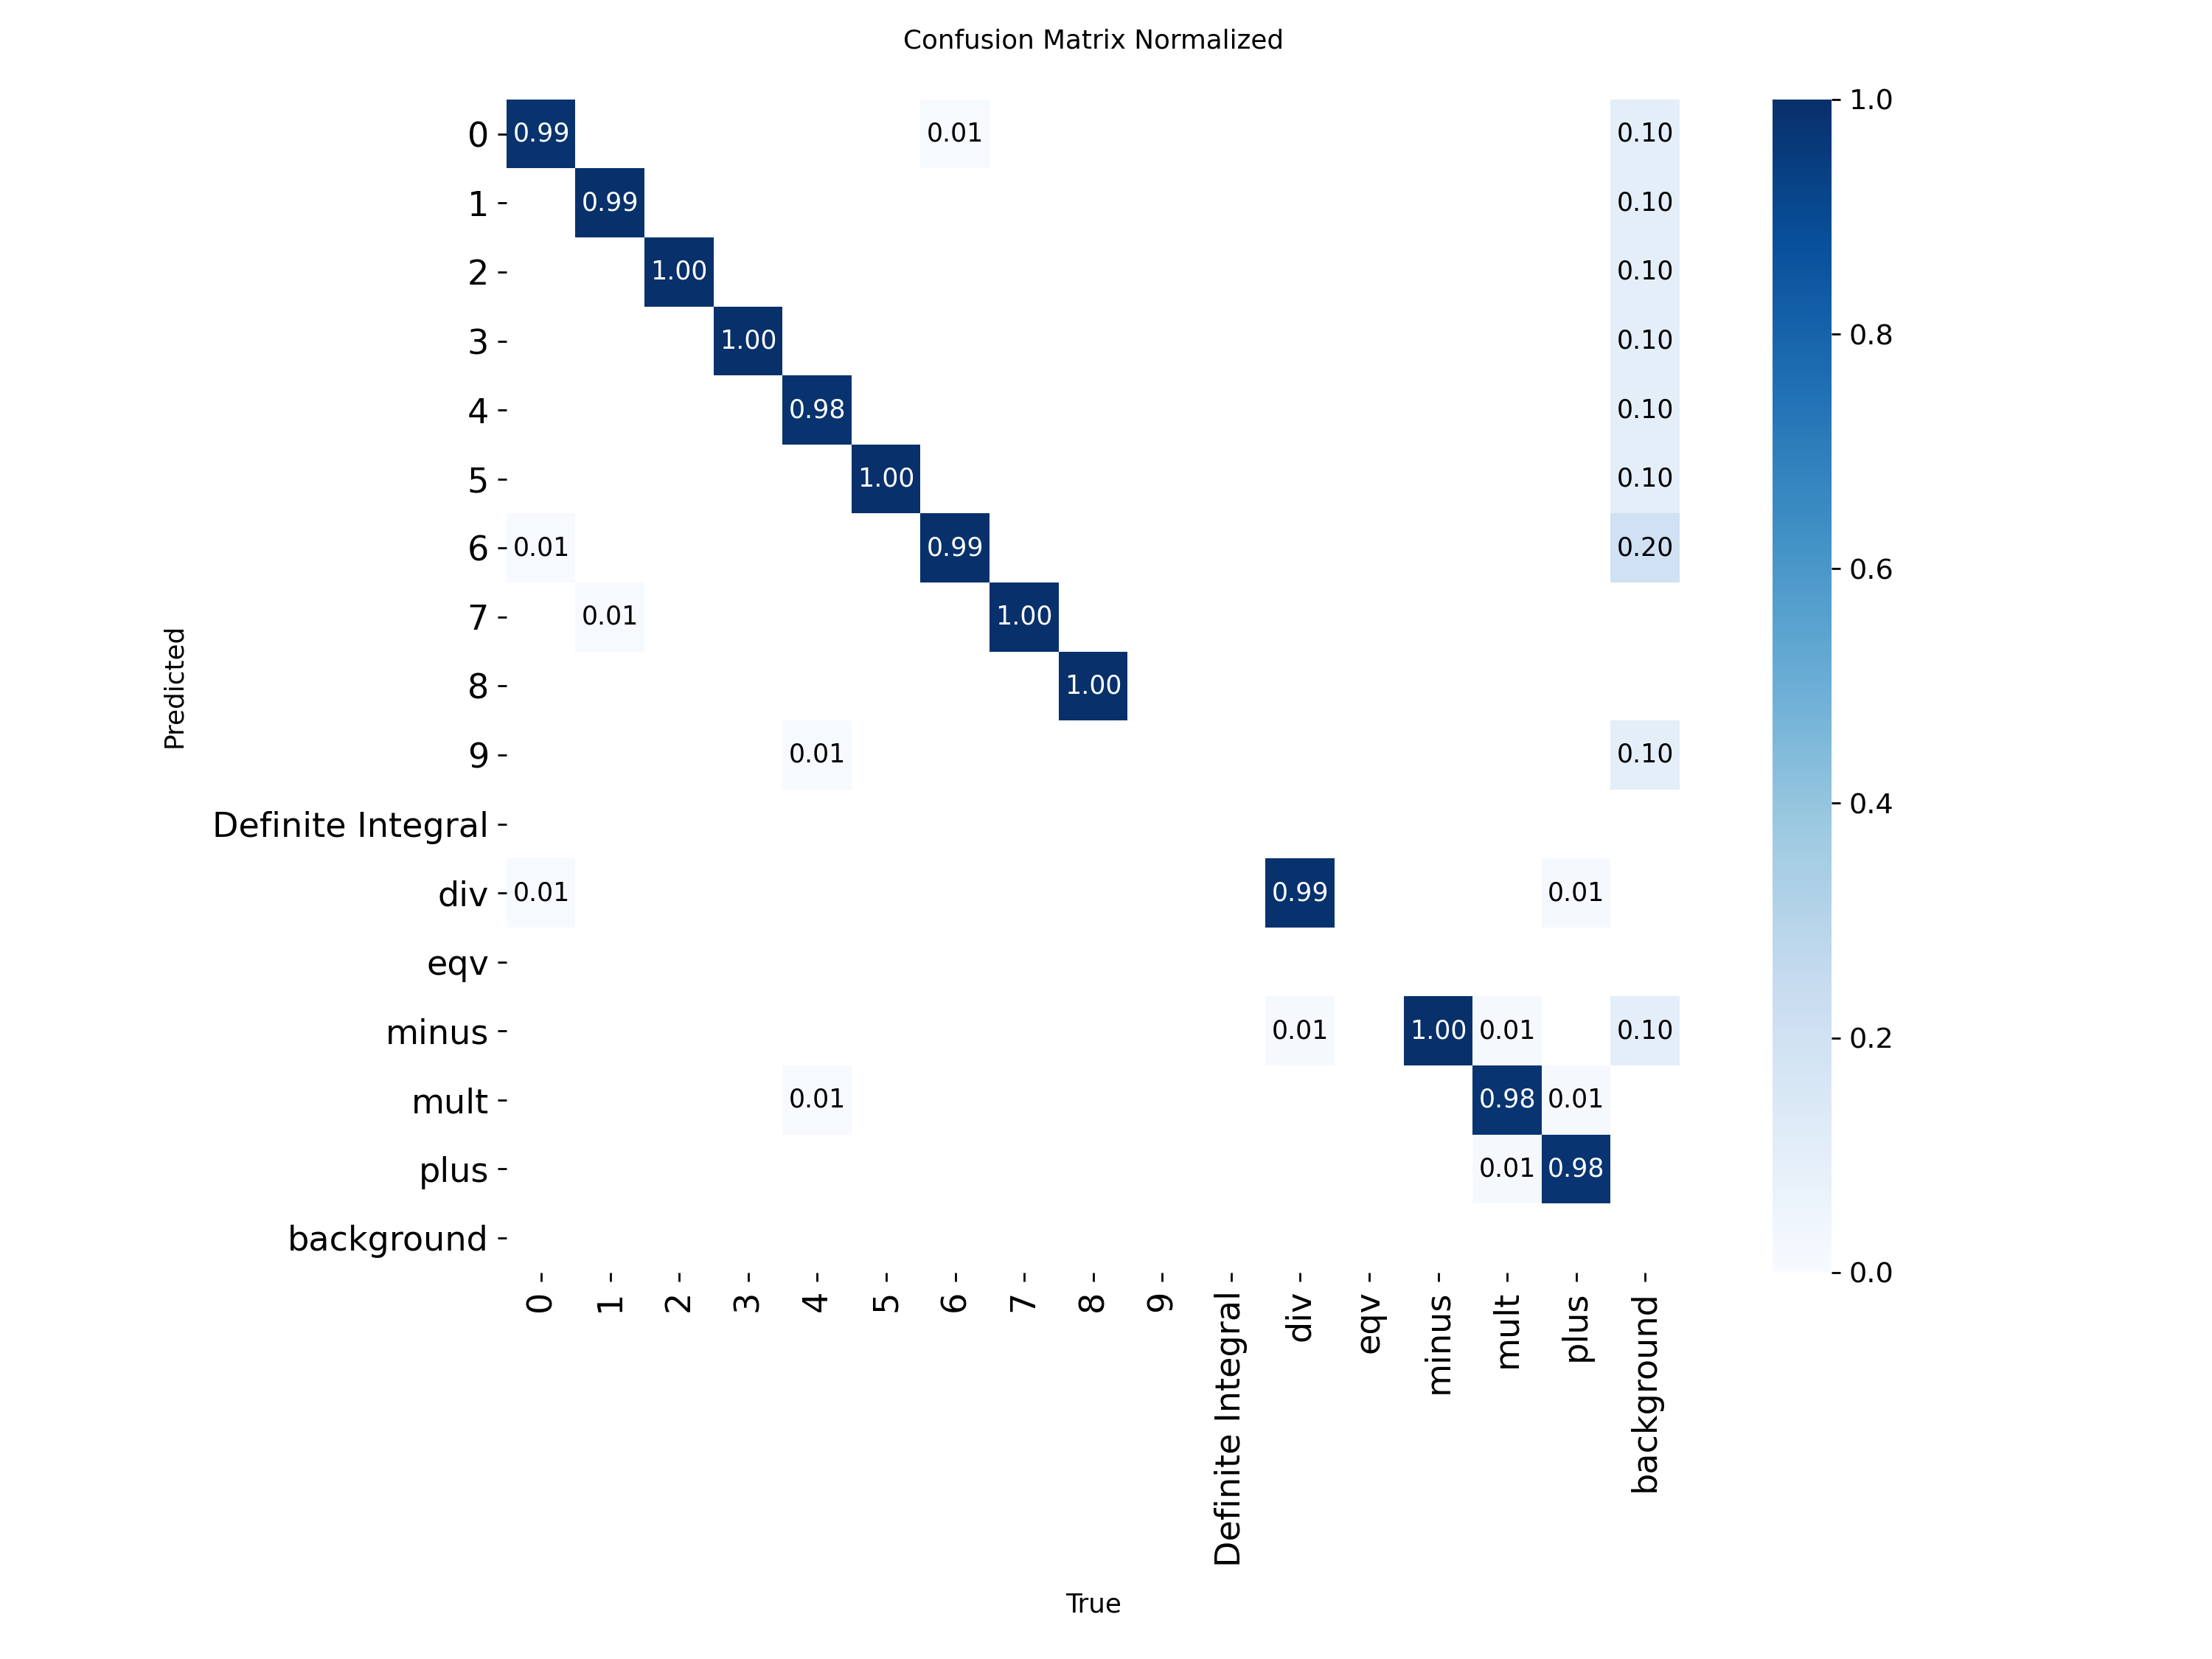 Confusion Matrix Normalized
0 0.99 0.01 0.10 1.0
1 0.99 0.10
2 1.00 0.10
3 1.00 0.10 0.8
4 0.98 0.10
5 1.00 0.10
6 0.01 0.99 0.20 0.6
7 0.01 1.00
Predicted
8 1.00
9 0.01 0.10 0.4
Definite Integral
div 0.01 0.99 0.01
eqv
minus 0.01 1.00 0.01 0.10 0.2
mult 0.01 0.98 0.01
plus 0.01 0.98
background 0.0
0 1 2 3 4 5 6 7 8 9 Definite Integral div eqv minus mult plus background
True